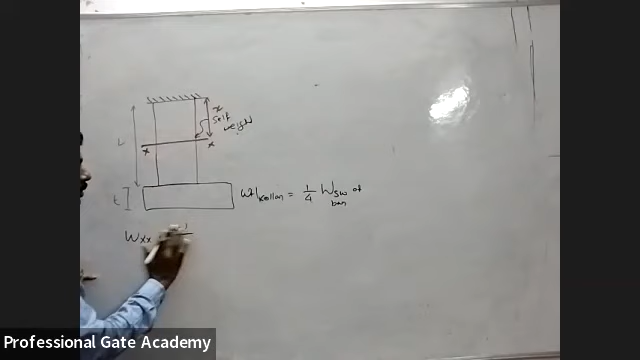 x
self
weight
L
x x
t
wt|collar = 1/4 Wsw of
bar
Wxx
Professional Gate Academy